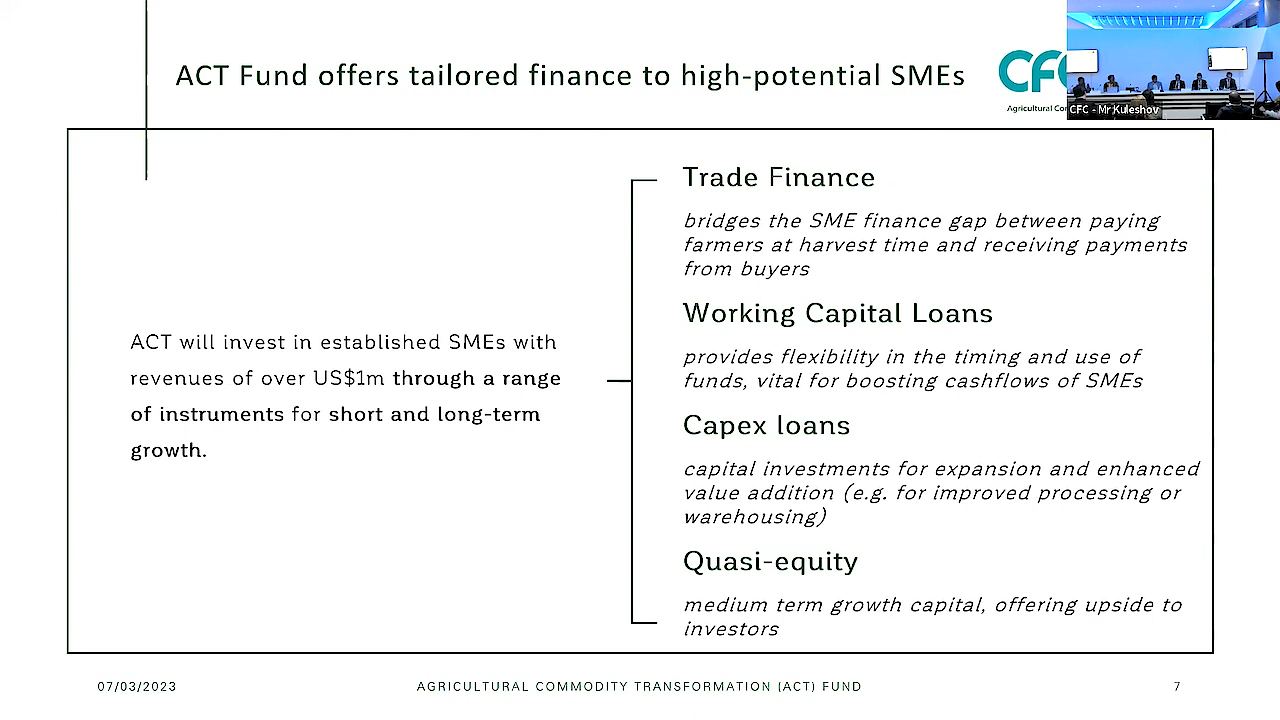 ACT Fund offers tailored finance to high-potential SMEs
CFC
Agricultural
CFC - Mr Kuleshov
ACT will invest in established SMEs with
revenues of over US$1m through a range
of instruments for short and long-term
growth.
Trade Finance
bridges the SME finance gap between paying
farmers at harvest time and receiving payments
from buyers
Working Capital Loans
provides flexibility in the timing and use of
funds, vital for boosting cashflows of SMEs
Capex loans
capital investments for expansion and enhanced
value addition (e.g. for improved processing or
warehousing)
Quasi-equity
medium term growth capital, offering upside to
investors
07/03/2023
AGRICULTURAL COMMODITY TRANSFORMATION (ACT) FUND
7